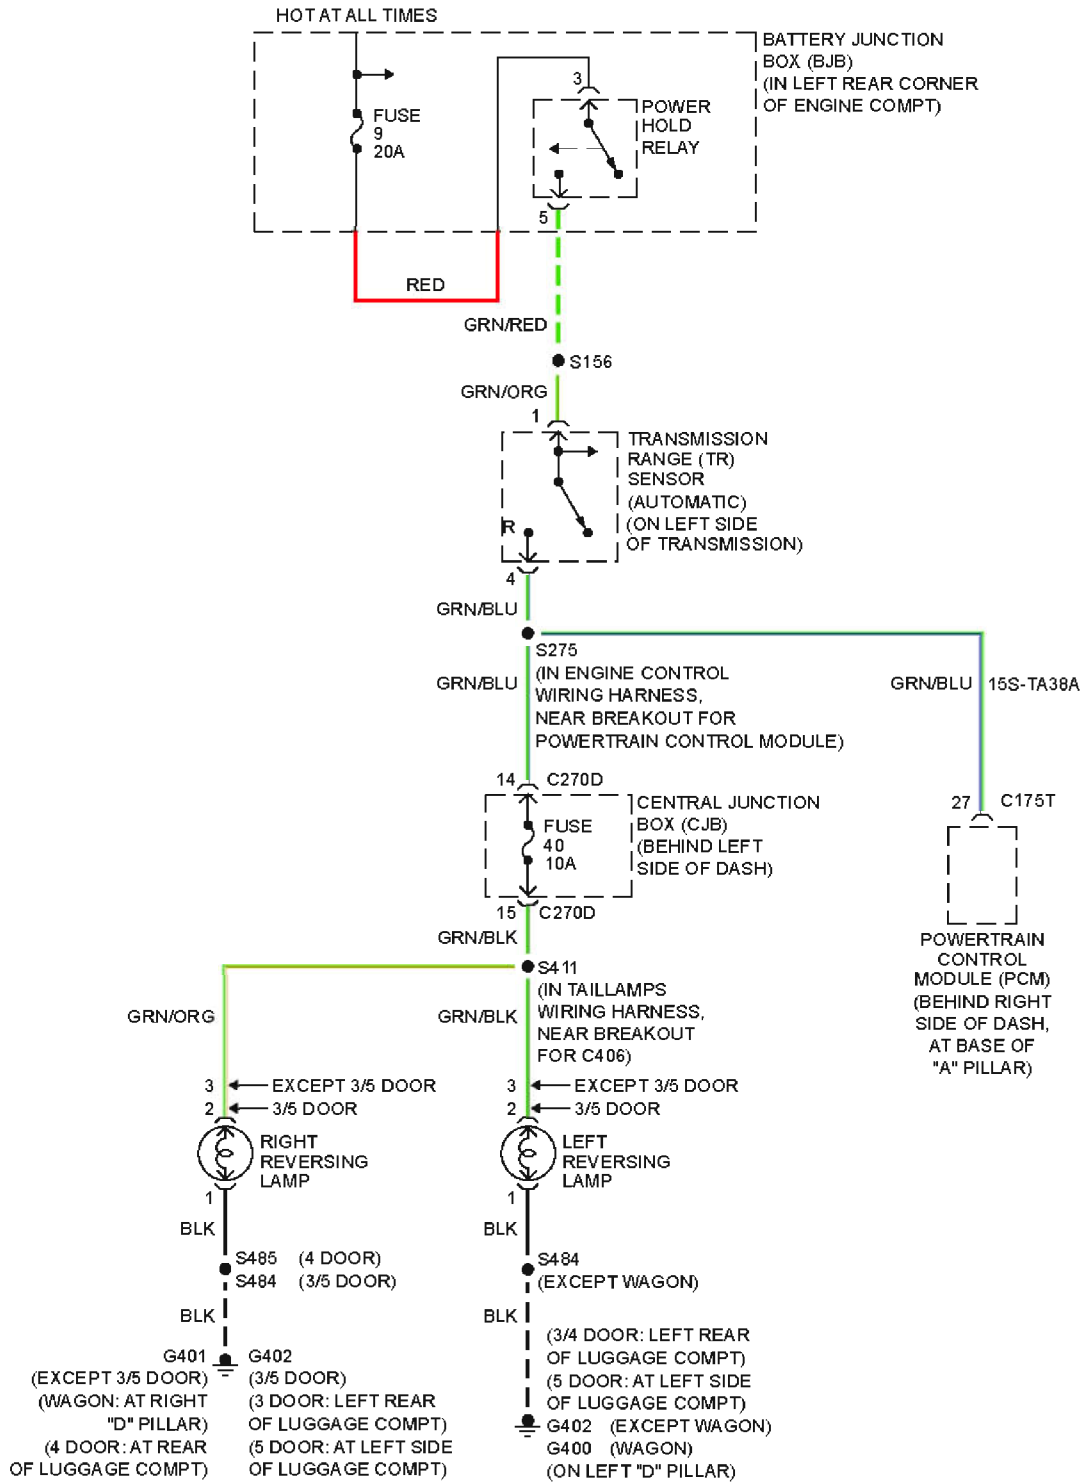 HOT AT ALL TIMES
BATTERY JUNCTION
BOX (BJB)
(IN LEFT REAR CORNER
OF ENGINE COMPT)
FUSE
9
20A
3
POWER
HOLD
RELAY
5
RED
GRN/RED
S156
GRN/ORG
1
TRANSMISSION
RANGE (TR)
SENSOR
(AUTOMATIC)
(ON LEFT SIDE
OF TRANSMISSION)
R
4
GRN/BLU
S275
(IN ENGINE CONTROL
WIRING HARNESS,
NEAR BREAKOUT FOR
POWERTRAIN CONTROL MODULE)
GRN/BLU
GRN/BLU
15S-TA38A
14 C270D
CENTRAL JUNCTION
BOX (CJB)
(BEHIND LEFT
SIDE OF DASH)
FUSE
40
10A
27 C175T
15 C270D
POWERTRAIN
CONTROL
MODULE (PCM)
(BEHIND RIGHT
SIDE OF DASH,
AT BASE OF
"A" PILLAR)
GRN/BLK
S411
(IN TAILLAMPS
WIRING HARNESS,
NEAR BREAKOUT
FOR C406)
GRN/ORG
GRN/BLK
3 EXCEPT 3/5 DOOR
2 3/5 DOOR
3 EXCEPT 3/5 DOOR
2 3/5 DOOR
RIGHT
REVERSING
LAMP
LEFT
REVERSING
LAMP
1
1
BLK
BLK
S485 (4 DOOR)
S484 (3/5 DOOR)
S484
(EXCEPT WAGON)
BLK
BLK
G401
(EXCEPT 3/5 DOOR)
(WAGON: AT RIGHT
"D" PILLAR)
(4 DOOR: AT REAR
OF LUGGAGE COMPT)
G402
(3/5 DOOR)
(3 DOOR: LEFT REAR
OF LUGGAGE COMPT)
(5 DOOR: AT LEFT SIDE
OF LUGGAGE COMPT)
(3/4 DOOR: LEFT REAR
OF LUGGAGE COMPT)
(5 DOOR: AT LEFT SIDE
OF LUGGAGE COMPT)
G402 (EXCEPT WAGON)
G400 (WAGON)
(ON LEFT "D" PILLAR)